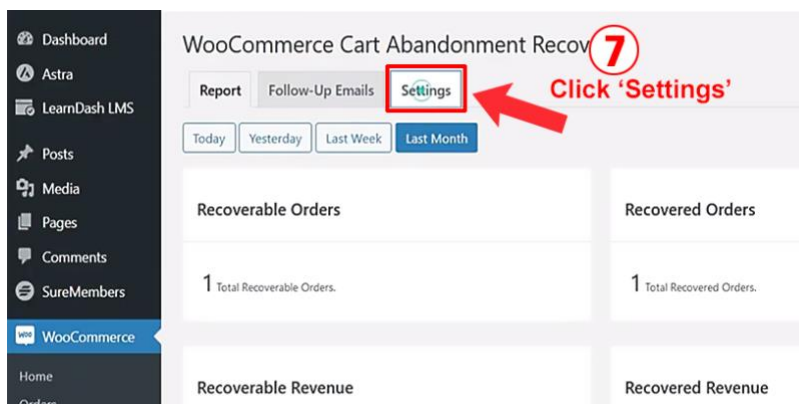 Dashboard
Astra
LearnDash LMS
Posts
Media
Pages
Comments
SureMembers
WooCommerce
Home
Orders
WooCommerce Cart Abandonment Recov
7
Click ‘Settings’
Report Follow-Up Emails Settings
Today Yesterday Last Week Last Month
Recoverable Orders
1 Total Recoverable Orders.
Recovered Orders
1 Total Recovered Orders.
Recoverable Revenue
Recovered Revenue